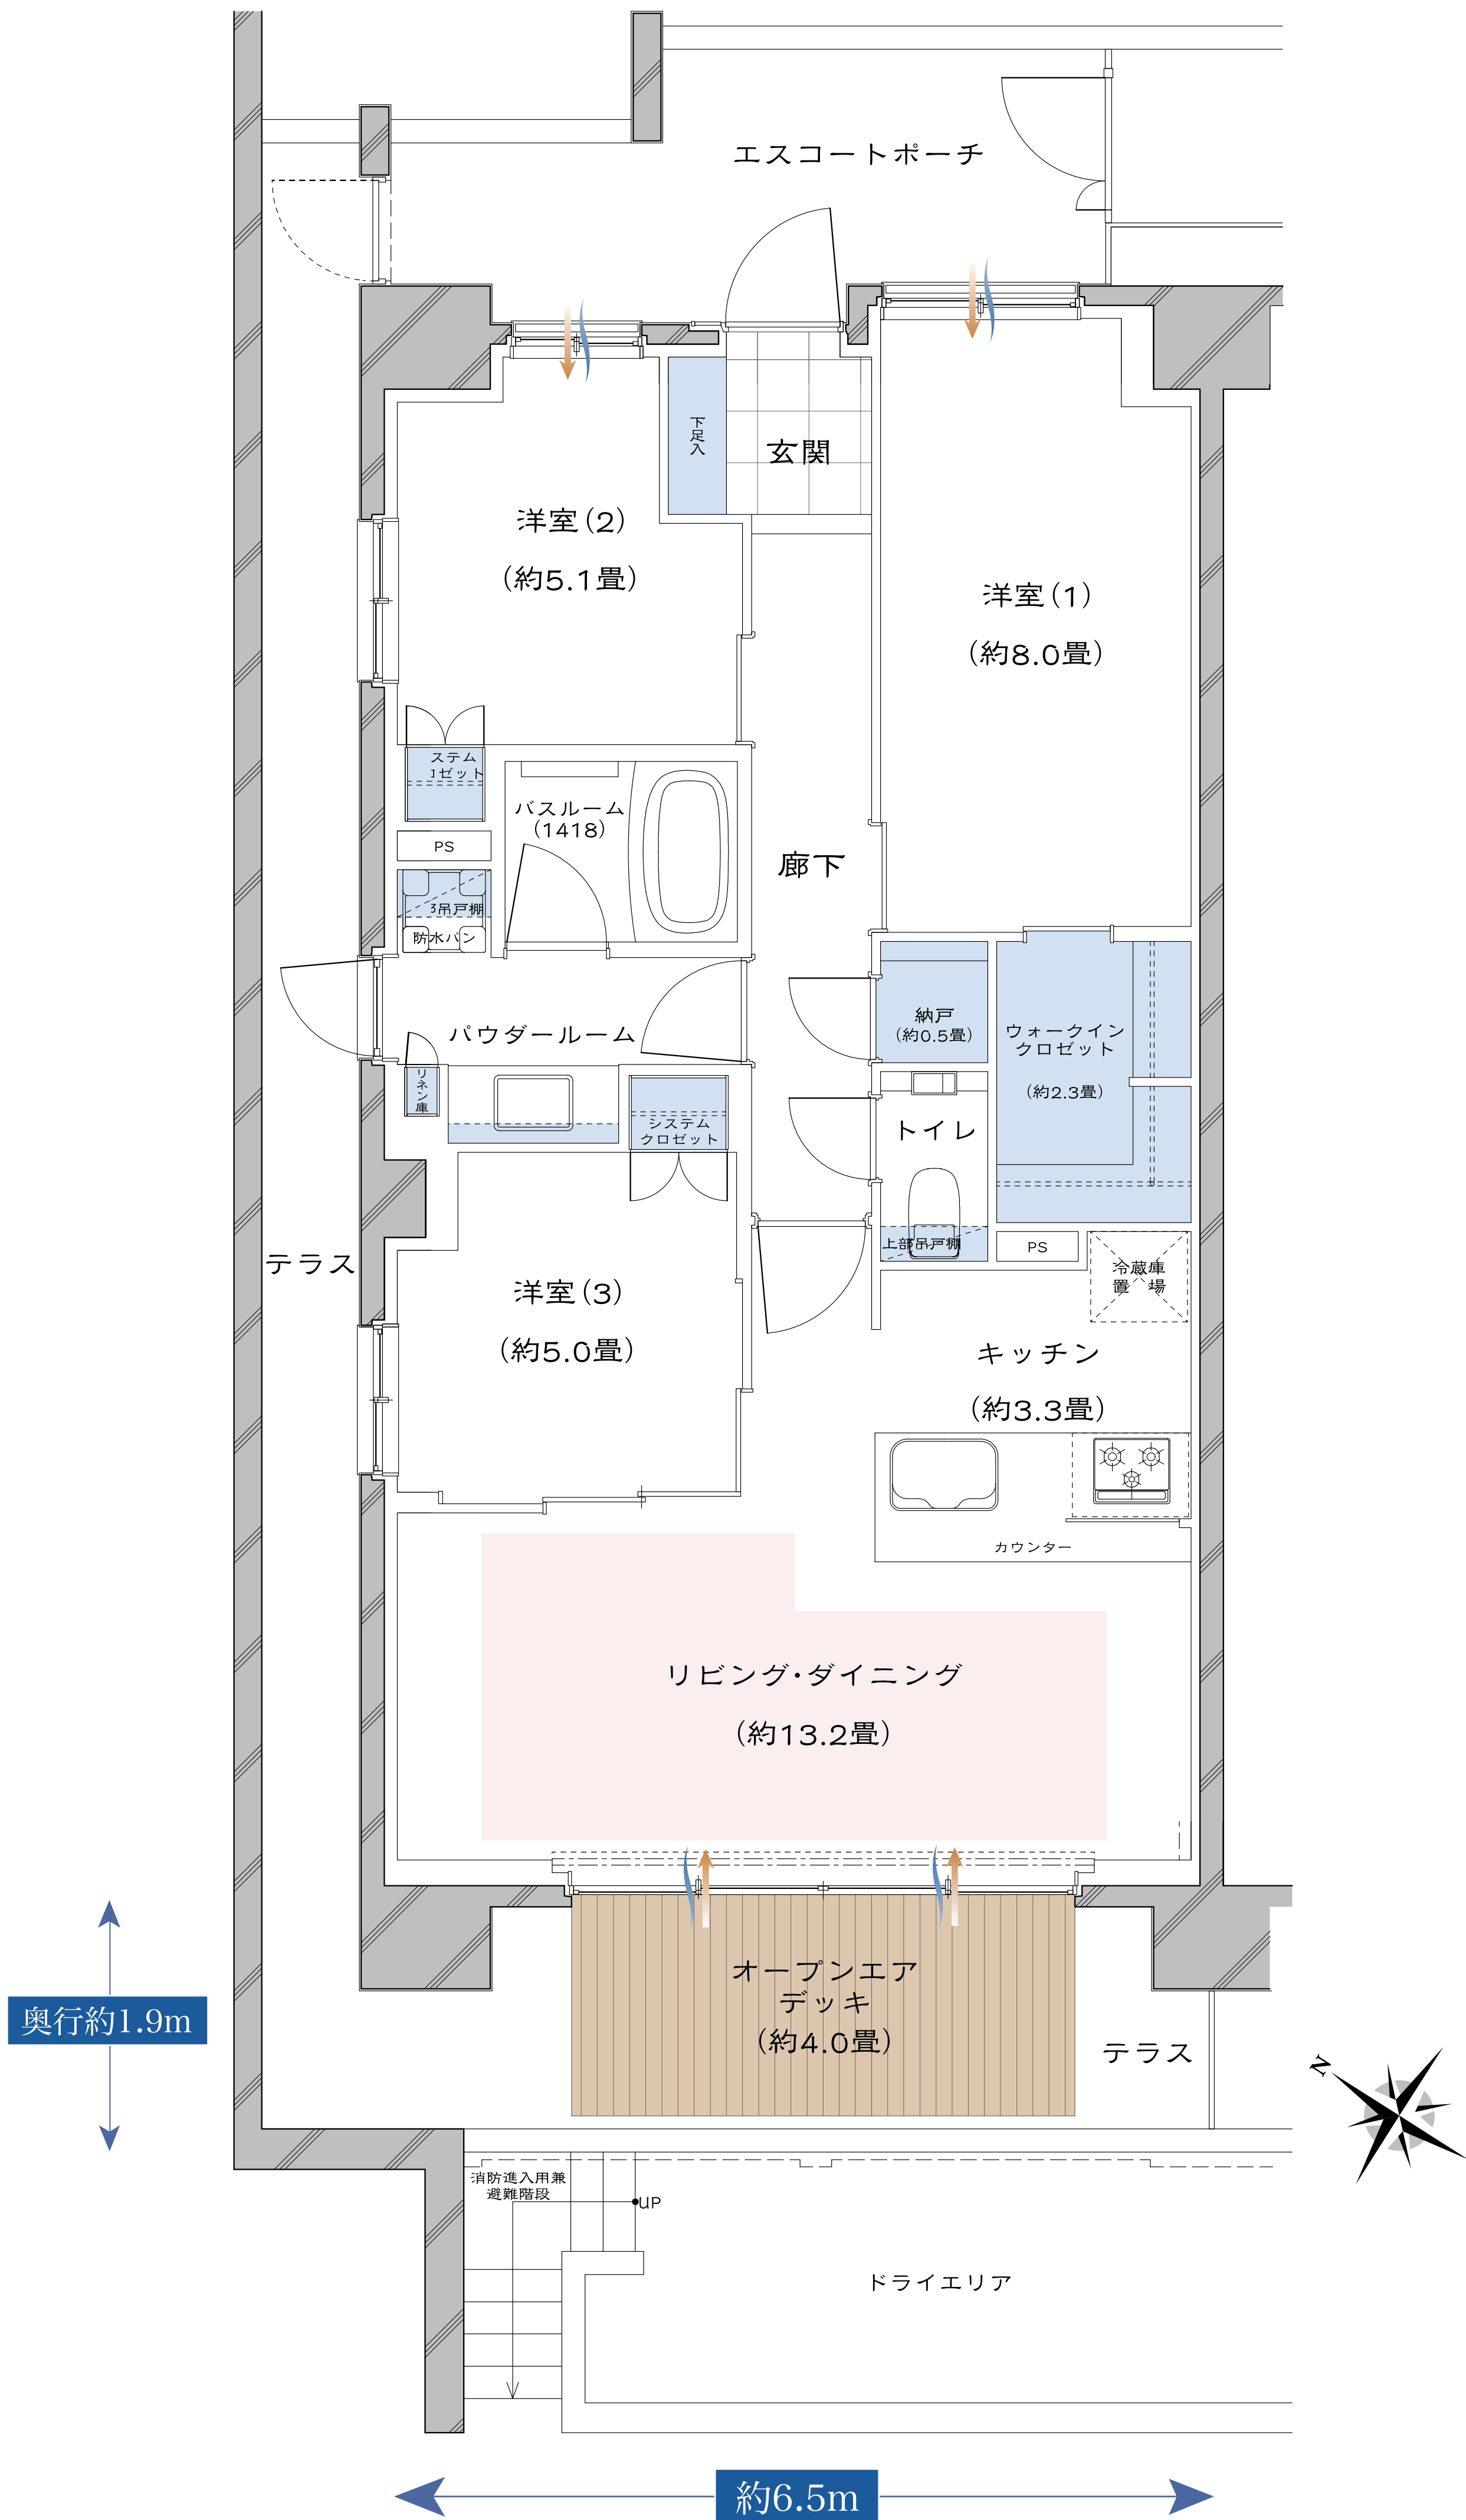 エスコートポーチ
下足入
玄関
洋室(2)
(約5.1畳)
洋室(1)
(約8.0畳)
ステム
ゼット
バスルーム
(1418)
PS
廊下
吊戸棚
防水パン
パウダールーム
納戸
(約0.5畳)
ウォークイン
クロゼット
(約2.3畳)
リネン庫
システム
クロゼット
トイレ
上部吊戸棚
PS
冷蔵庫
置 場
テラス
洋室(3)
(約5.0畳)
キッチン
(約3.3畳)
カウンター
リビング・ダイニング
(約13.2畳)
オープンエア
デッキ
(約4.0畳)
テラス
奥行約1.9m
N
消防進入用兼
避難階段
UP
ドライエリア
約6.5m